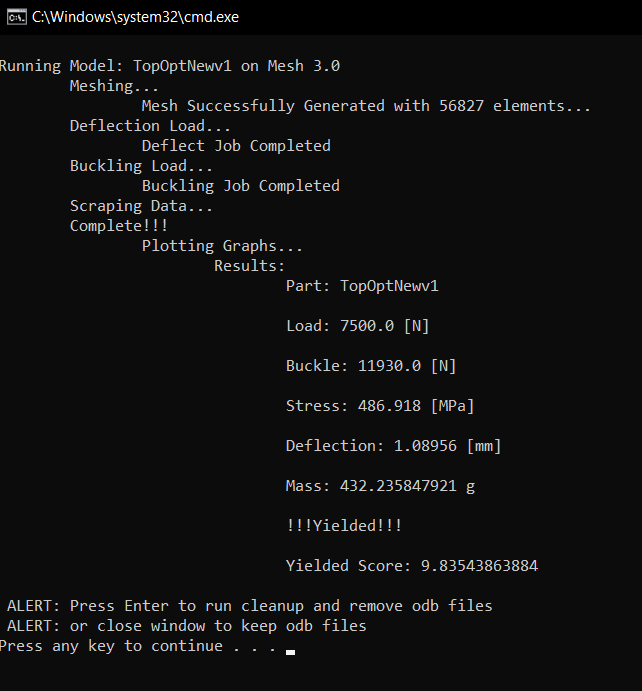 C:\Windows\system32\cmd.exe
Running Model: TopOptNewv1 on Mesh 3.0
Meshing...
Mesh Successfully Generated with 56827 elements...
Deflection Load...
Deflect Job Completed
Buckling Load...
Buckling Job Completed
Scraping Data...
Complete!!!
Plotting Graphs...
Results:
Part: TopOptNewv1
Load: 7500.0 [N]
Buckle: 11930.0 [N]
Stress: 486.918 [MPa]
Deflection: 1.08956 [mm]
Mass: 432.235847921 g
!!!Yielded!!!
Yielded Score: 9.83543863884
ALERT: Press Enter to run cleanup and remove odb files
ALERT: or close window to keep odb files
Press any key to continue . . .